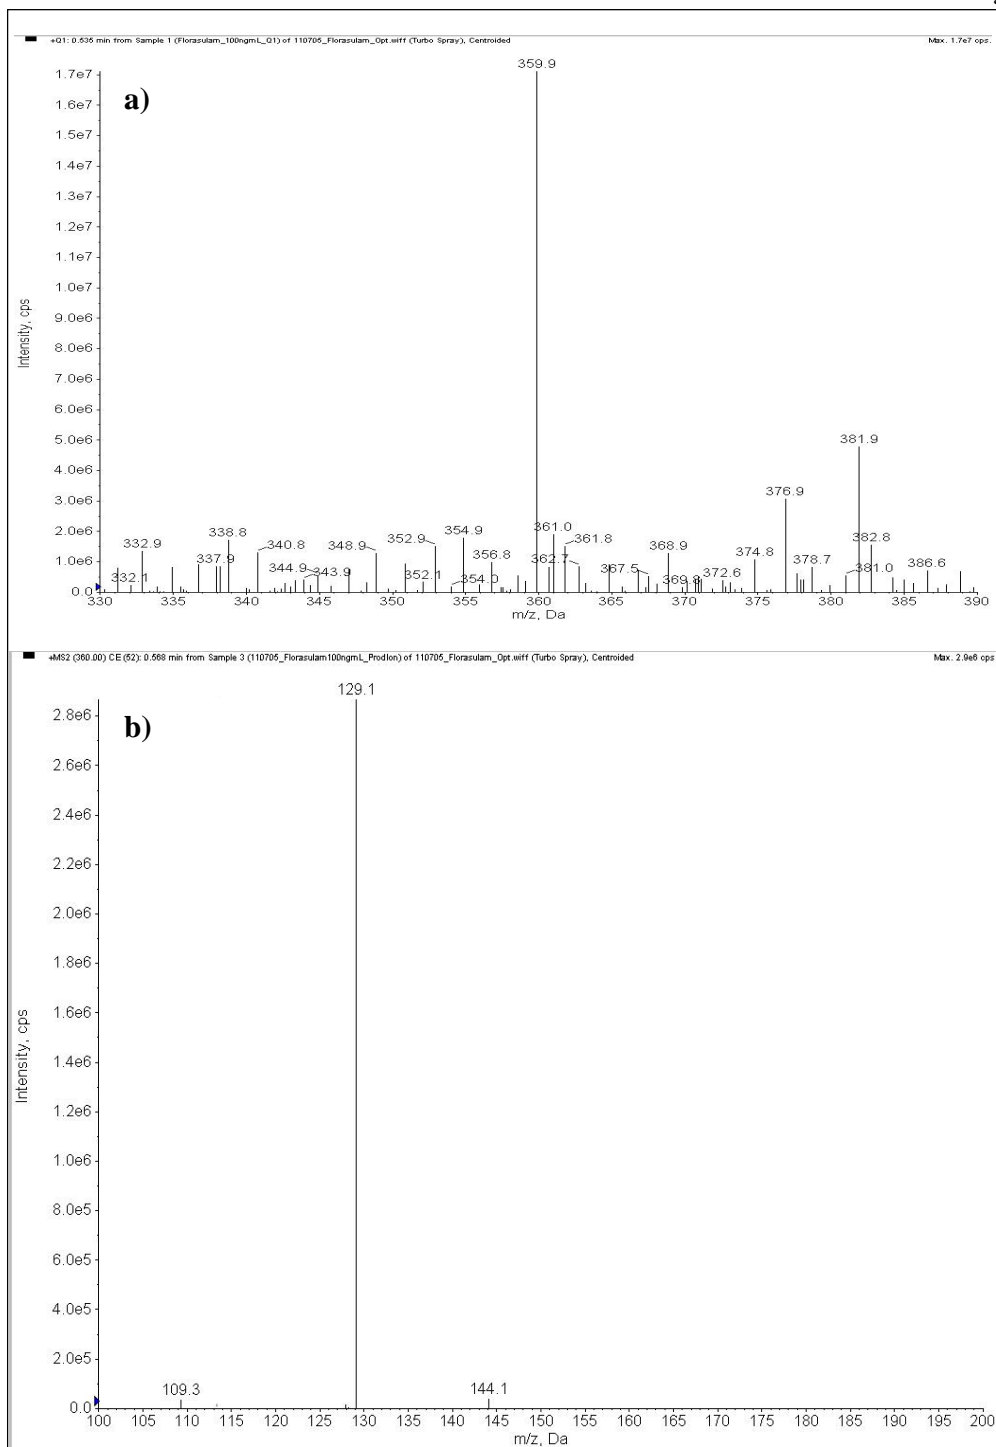 +Q1: 0.535 min from Sample 1 (Florasulam_100ngmL_Q1) of 110705_Florasulam_Opt.wiff (Turbo Spray), Centroided Max. 1.7e7 cps.
a)
359.9
1.7e7
1.6e7
1.5e7
1.4e7
1.3e7
1.2e7
1.1e7
1.0e7
9.0e6
8.0e6
7.0e6
6.0e6
5.0e6
4.0e6
3.0e6
2.0e6
1.0e6
0.0
Intensity, cps
332.9
332.1
337.9
338.8
340.8
344.9
343.9
348.9
352.9
352.1
354.9
354.0
356.8
361.0
361.8
362.7
367.5
368.9
369.8
372.6
374.8
376.9
378.7
381.9
382.8
381.0
386.6
330 335 340 345 350 355 360 365 370 375 380 385 390
m/z, Da
+MS2 (360.00) CE (52): 0.568 min from Sample 3 (110705_Florasulam100ngmL_ProdIon) of 110705_Florasulam_Opt.wiff (Turbo Spray), Centroided Max. 2.9e6 cps
b)
129.1
2.8e6
2.6e6
2.4e6
2.2e6
2.0e6
1.8e6
1.6e6
1.4e6
1.2e6
1.0e6
8.0e5
6.0e5
4.0e5
2.0e5
0.0
Intensity, cps
109.3
144.1
100 105 110 115 120 125 130 135 140 145 150 155 160 165 170 175 180 185 190 195 200
m/z, Da